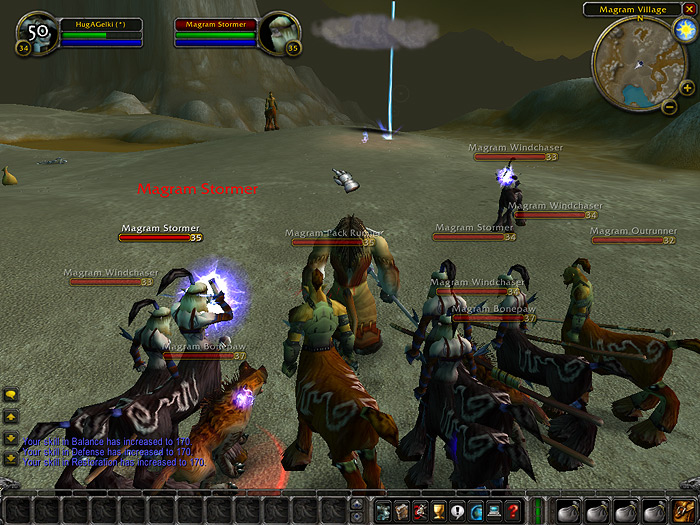 50
HugAGelki (*)
34
Magram Stormer
35
Magram Village
N
Magram Windchaser
33
Magram Stormer
Magram Windchaser
34
Magram Stormer
35
Magram Pack Runner
35
Magram Stormer
34
Magram Outrunner
32
Magram Windchaser
33
Magram Windchaser
34
Magram Bonepaw
37
Magram Bonepaw
37
Your skill in Balance has increased to 170.
Your skill in Defense has increased to 170.
Your skill in Restoration has increased to 170.